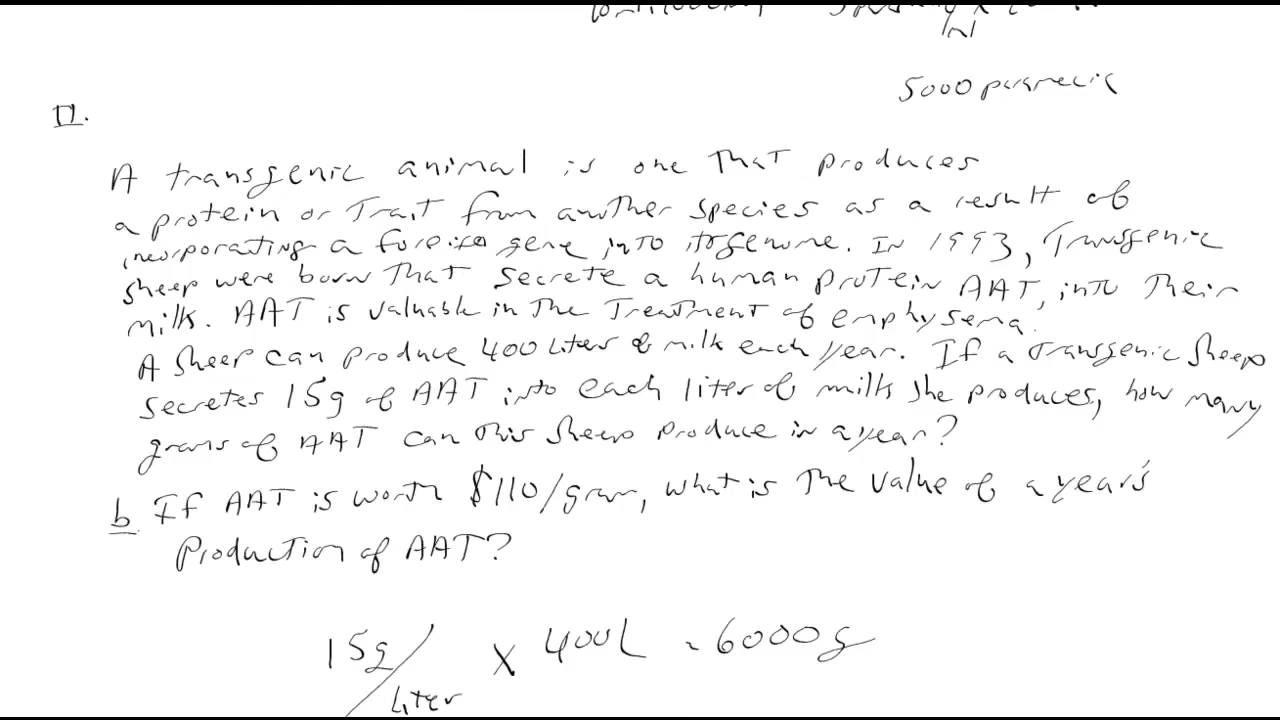 5000 paramecia
II.
A transgenic animal is one that produces
a protein or trait from another species as a result of
incorporating a foreign gene into its genome. In 1993, Transgenic
sheep were born that secrete a human protein AAT, into their
milk. AAT is valuable in the treatment of emphysema.
A sheep can produce 400 liters of milk each year. If a transgenic sheep
secretes 15g of AAT into each liter of milk she produces, how many
grams of AAT can this sheep produce in a year?
b. If AAT is worth $110/gram, what is the value of a year's
Production of AAT?
15g/liter x 400L = 6000g